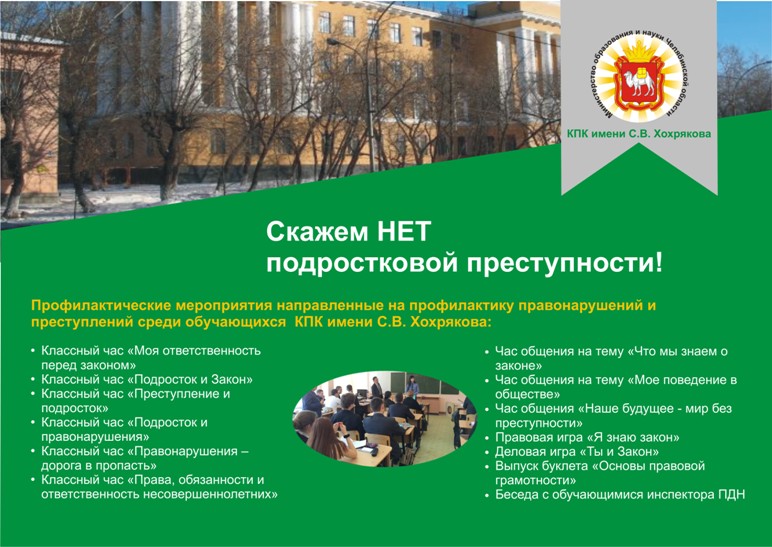 Министерство образования и науки Челябинской области
КПК имени С.В. Хохрякова
Скажем НЕТ
подростковой преступности!
Профилактические мероприятия направленные на профилактику правонарушений и
преступлений среди обучающихся КПК имени С.В. Хохрякова:
• Классный час «Моя ответственность
перед законом»
• Классный час «Подросток и Закон»
• Классный час «Преступление и
подросток»
• Классный час «Подросток и
правонарушения»
• Классный час «Правонарушения –
дорога в пропасть»
• Классный час «Права, обязанности и
ответственность несовершеннолетних»
• Час общения на тему «Что мы знаем о
законе»
• Час общения на тему «Мое поведение в
обществе»
• Час общения «Наше будущее - мир без
преступности»
• Правовая игра «Я знаю закон»
• Деловая игра «Ты и Закон»
• Выпуск буклета «Основы правовой
грамотности»
• Беседа с обучающимися инспектора ПДН